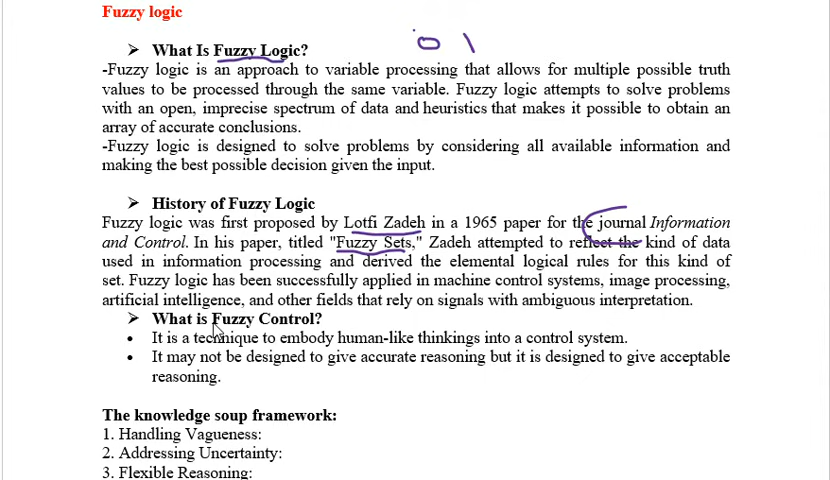 Fuzzy logic
0 1
➢ What Is Fuzzy Logic?
-Fuzzy logic is an approach to variable processing that allows for multiple possible truth
values to be processed through the same variable. Fuzzy logic attempts to solve problems
with an open, imprecise spectrum of data and heuristics that makes it possible to obtain an
array of accurate conclusions.
-Fuzzy logic is designed to solve problems by considering all available information and
making the best possible decision given the input.
➢ History of Fuzzy Logic
Fuzzy logic was first proposed by Lotfi Zadeh in a 1965 paper for the journal Information
and Control. In his paper, titled "Fuzzy Sets," Zadeh attempted to reflect the kind of data
used in information processing and derived the elemental logical rules for this kind of
set. Fuzzy logic has been successfully applied in machine control systems, image processing,
artificial intelligence, and other fields that rely on signals with ambiguous interpretation.
➢ What is Fuzzy Control?
• It is a technique to embody human-like thinkings into a control system.
• It may not be designed to give accurate reasoning but it is designed to give acceptable
reasoning.
The knowledge soup framework:
1. Handling Vagueness:
2. Addressing Uncertainty:
3. Flexible Reasoning: